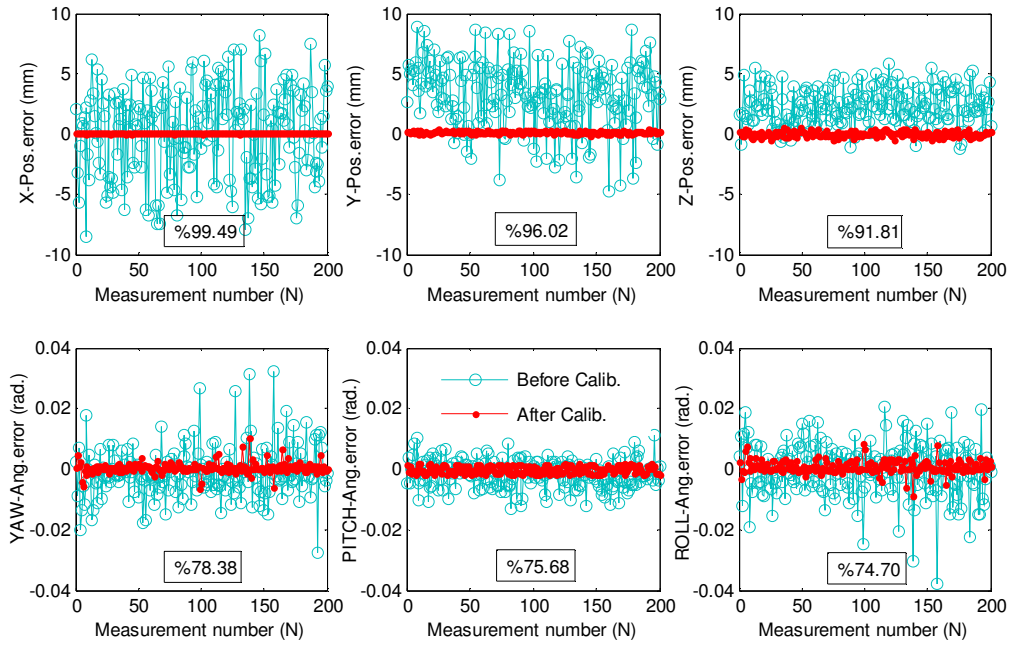 10
5
0
-5
-10
X-Pos.error (mm)
%99.49
0 50 100 150 200
Measurement number (N)
10
5
0
-5
-10
Y-Pos.error (mm)
%96.02
0 50 100 150 200
Measurement number (N)
10
5
0
-5
-10
Z-Pos.error (mm)
%91.81
0 50 100 150 200
Measurement number (N)
0.04
0.02
0
-0.02
-0.04
YAW-Ang.error (rad.)
%78.38
0 50 100 150 200
Measurement number (N)
0.04
0.02
0
-0.02
-0.04
PITCH-Ang.error (rad.)
Before Calib.
After Calib.
%75.68
0 50 100 150 200
Measurement number (N)
0.04
0.02
0
-0.02
-0.04
ROLL-Ang.error (rad.)
%74.70
0 50 100 150 200
Measurement number (N)